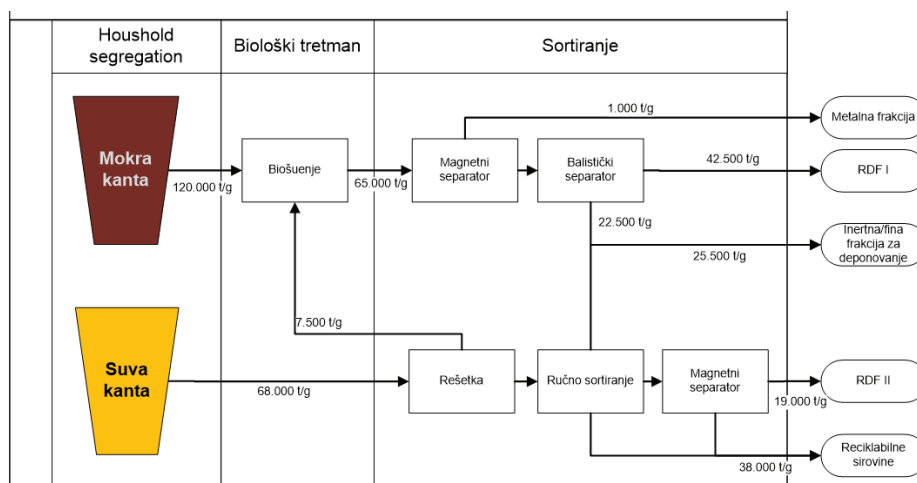 Houshold
segregation
Biološki tretman
Sortiranje
1.000 t/g
Metalna frakcija
Mokra
kanta
120.000 t/g
Biošuenje
65.000 t/g
Magnetni
separator
Balistički
separator
42.500 t/g
RDF I
22.500 t/g
Inertna/fina
frakcija za
deponovanje
25.500 t/g
7.500 t/g
Suva
kanta
68.000 t/g
Rešetka
Ručno sortiranje
Magnetni
separator
19.000 t/g
RDF II
38.000 t/g
Reciklabilne
sirovine